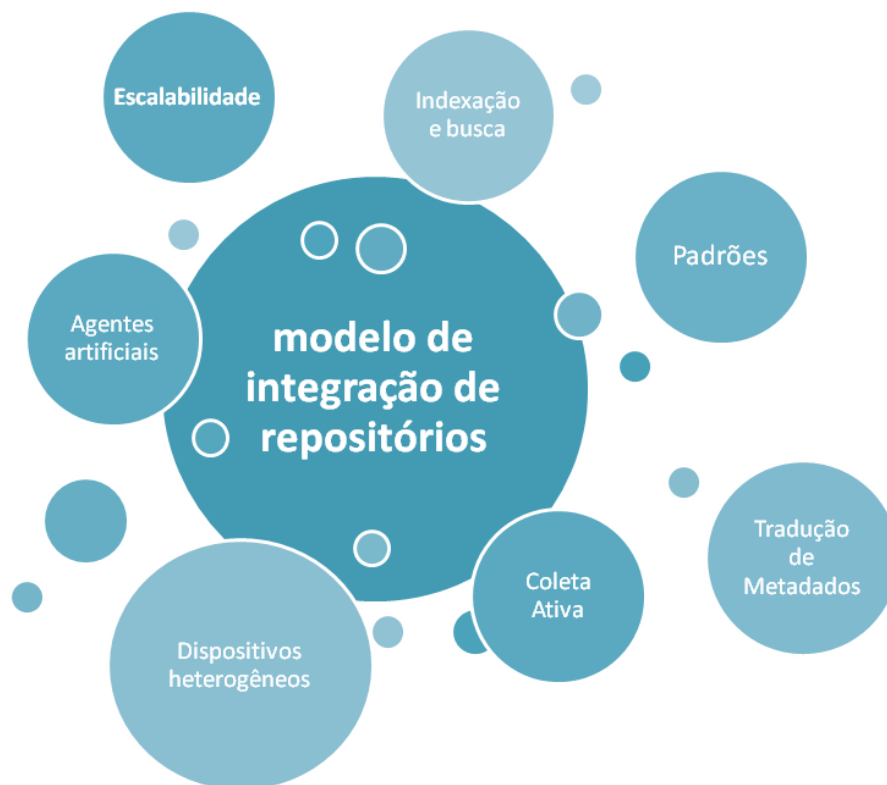 Escalabilidade
Indexação
e busca
Padrões
Agentes
artificiais
modelo de
integração de
repositórios
Tradução
de
Metadados
Coleta
Ativa
Dispositivos
heterogêneos